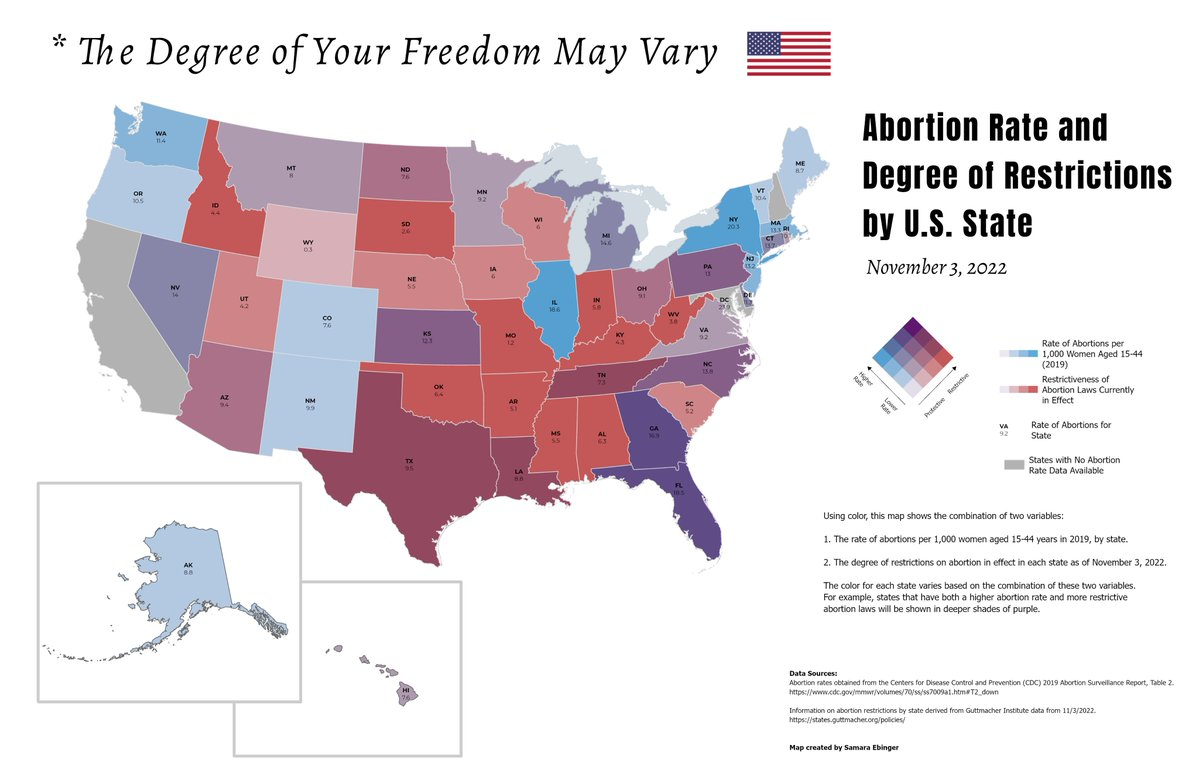 * The Degree of Your Freedom May Vary
Abortion Rate and
Degree of Restrictions
by U.S. State
November 3, 2022
WA
11.4
OR
10.5
ID
4.4
MT
8
ND
7.6
MN
9.2
SD
2.6
WY
0.3
WI
6
MI
14.6
NY
20.3
VT
10.4
ME
8.7
MA
13.3
RI
CT
NJ
13.2
PA
13
NV
14
UT
4.2
CO
7.6
NE
5.5
IA
6
IL
18.6
IN
5.8
OH
9.1
WV
3.8
DC
DE
VA
9.2
KS
12.3
MO
1.2
KY
4.3
NC
13.8
TN
7.3
SC
5.2
AZ
9.4
NM
9.9
OK
6.4
AR
5.1
MS
5.5
AL
6.3
GA
16.9
TX
9.5
LA
8.8
FL
18.5
AK
8.8
HI
7.6
Higher
Rate
Lower
Rate
Protective
Restrictive
Rate of Abortions per
1,000 Women Aged 15-44
(2019)
Restrictiveness of
Abortion Laws Currently
in Effect
VA
9.2
Rate of Abortions for
State
States with No Abortion
Rate Data Available
Using color, this map shows the combination of two variables:
1. The rate of abortions per 1,000 women aged 15-44 years in 2019, by state.
2. The degree of restrictions on abortion in effect in each state as of November 3, 2022.
The color for each state varies based on the combination of these two variables.
For example, states that have both a higher abortion rate and more restrictive
abortion laws will be shown in deeper shades of purple.
Data Sources:
Abortion rates obtained from the Centers for Disease Control and Prevention (CDC) 2019 Abortion Surveillance Report, Table 2.
https://www.cdc.gov/mmwr/volumes/70/ss/ss7009a1.htm#T2_down
Information on abortion restrictions by state derived from Guttmacher Institute data from 11/3/2022.
https://states.guttmacher.org/policies/
Map created by Samara Ebinger